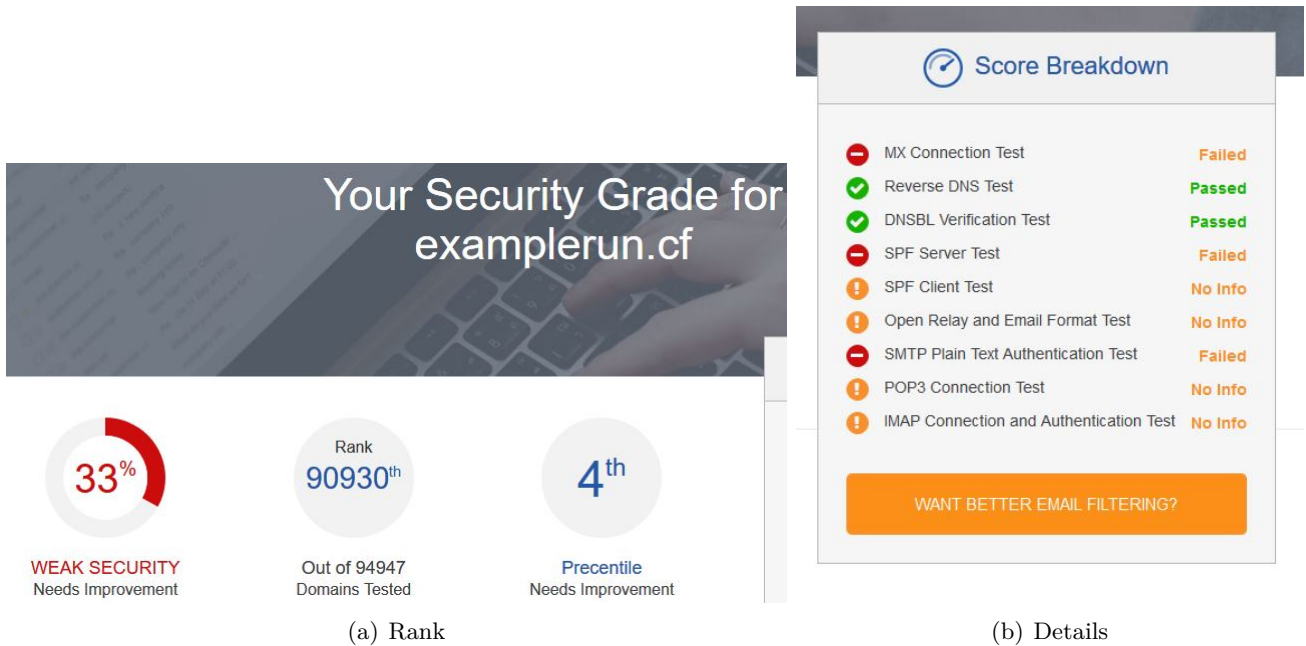 Your Security Grade for
examplerun.cf
33%
WEAK SECURITY
Needs Improvement
Rank
90930th
Out of 94947
Domains Tested
4th
Precentile
Needs Improvement
(a) Rank
Score Breakdown
MX Connection Test Failed
Reverse DNS Test Passed
DNSBL Verification Test Passed
SPF Server Test Failed
SPF Client Test No Info
Open Relay and Email Format Test No Info
SMTP Plain Text Authentication Test Failed
POP3 Connection Test No Info
IMAP Connection and Authentication Test No Info
WANT BETTER EMAIL FILTERING?
(b) Details